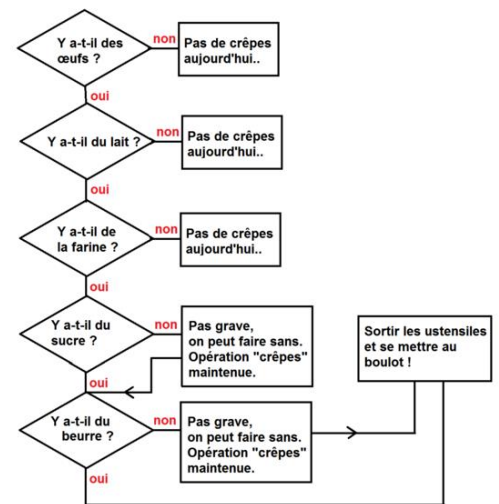 Y a-t-il des
œufs ?
non
Pas de crêpes
aujourd'hui..
oui
Y a-t-il du lait ?
non
Pas de crêpes
aujourd'hui..
oui
Y a-t-il de
la farine ?
non
Pas de crêpes
aujourd'hui..
oui
Y a-t-il du
sucre ?
non
Pas grave,
on peut faire sans.
Opération "crêpes"
maintenue.
Sortir les ustensiles
et se mettre au
boulot !
oui
Y a-t-il du
beurre ?
non
Pas grave,
on peut faire sans.
Opération "crêpes"
maintenue.
oui